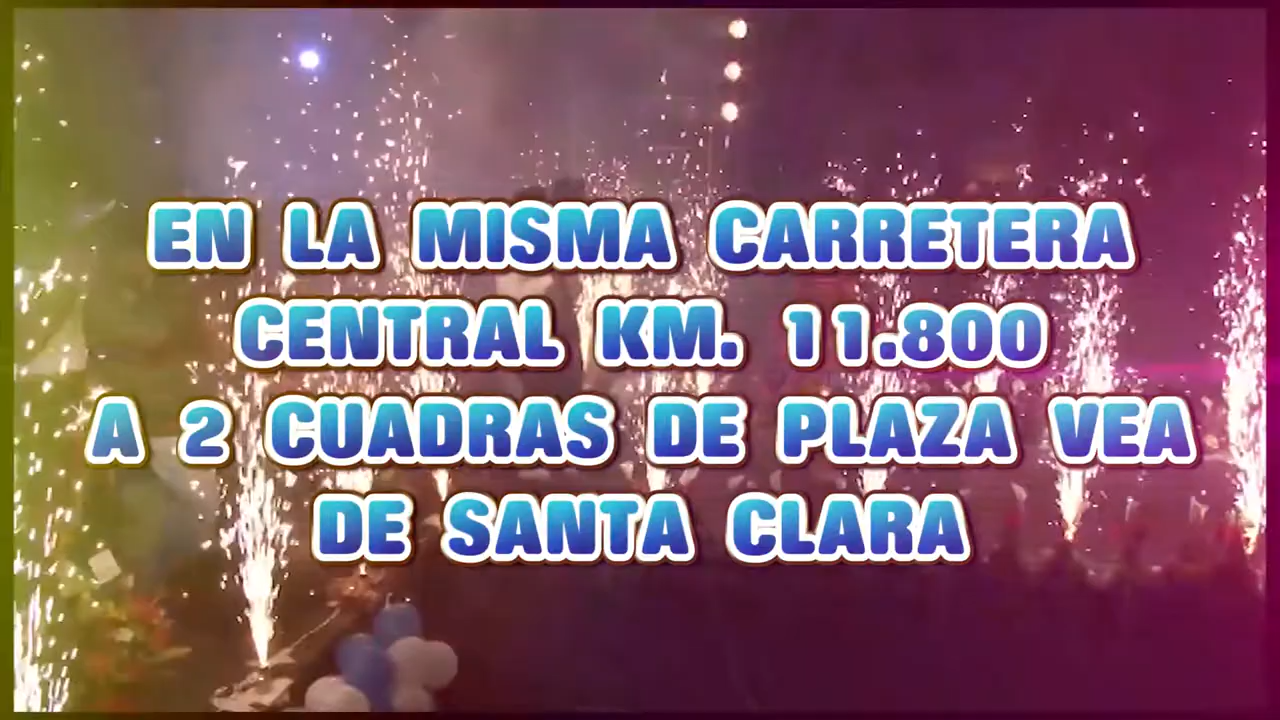 EN LA MISMA CARRETERA
CENTRAL KM. 11.800
A 2 CUADRAS DE PLAZA VEA
DE SANTA CLARA